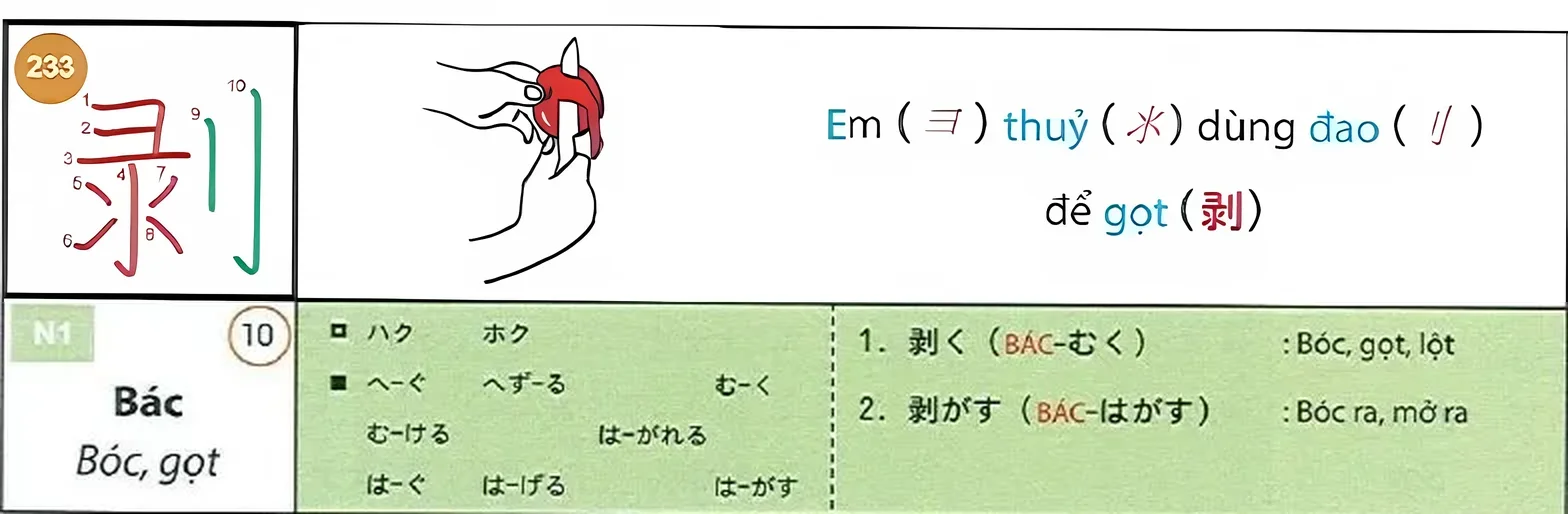 233
剥
1
2
3
4
5
6
7
8
9
10
Em (ヨ) thuỷ (氺) dùng đao (刂)
để gọt (剥)
N1
10
Bác
Bóc, gọt
ハク ホク
へ-ぐ へず-る む-く
む-ける は-がれる
は-ぐ は-げる は-がす
1. 剥く (BÁC-むく) : Bóc, gọt, lột
2. 剥がす (BÁC-はがす) : Bóc ra, mở ra